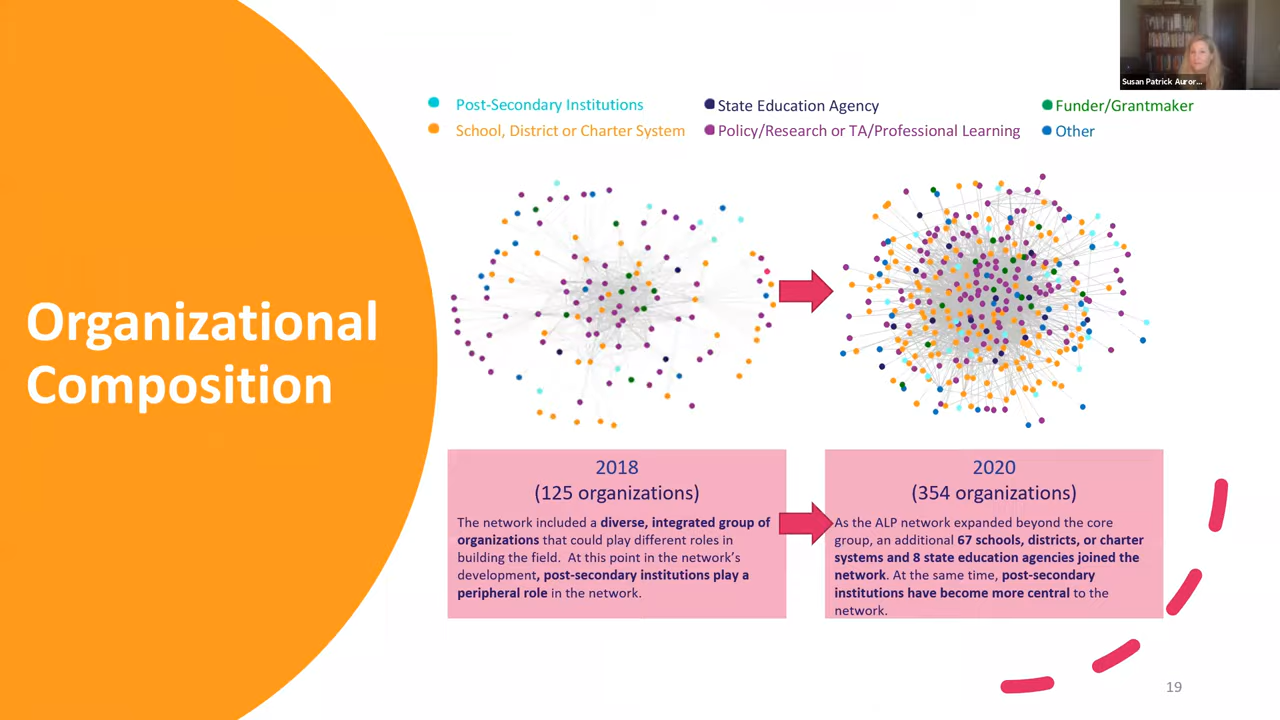 Susan Patrick Auror...
Post-Secondary Institutions
State Education Agency
Funder/Grantmaker
School, District or Charter System
Policy/Research or TA/Professional Learning
Other
Organizational
Composition
2018
(125 organizations)
The network included a diverse, integrated group of
organizations that could play different roles in
building the field. At this point in the network's
development, post-secondary institutions play a
peripheral role in the network.
2020
(354 organizations)
As the ALP network expanded beyond the core
group, an additional 67 schools, districts, or charter
systems and 8 state education agencies joined the
network. At the same time, post-secondary
institutions have become more central to the
network.
19